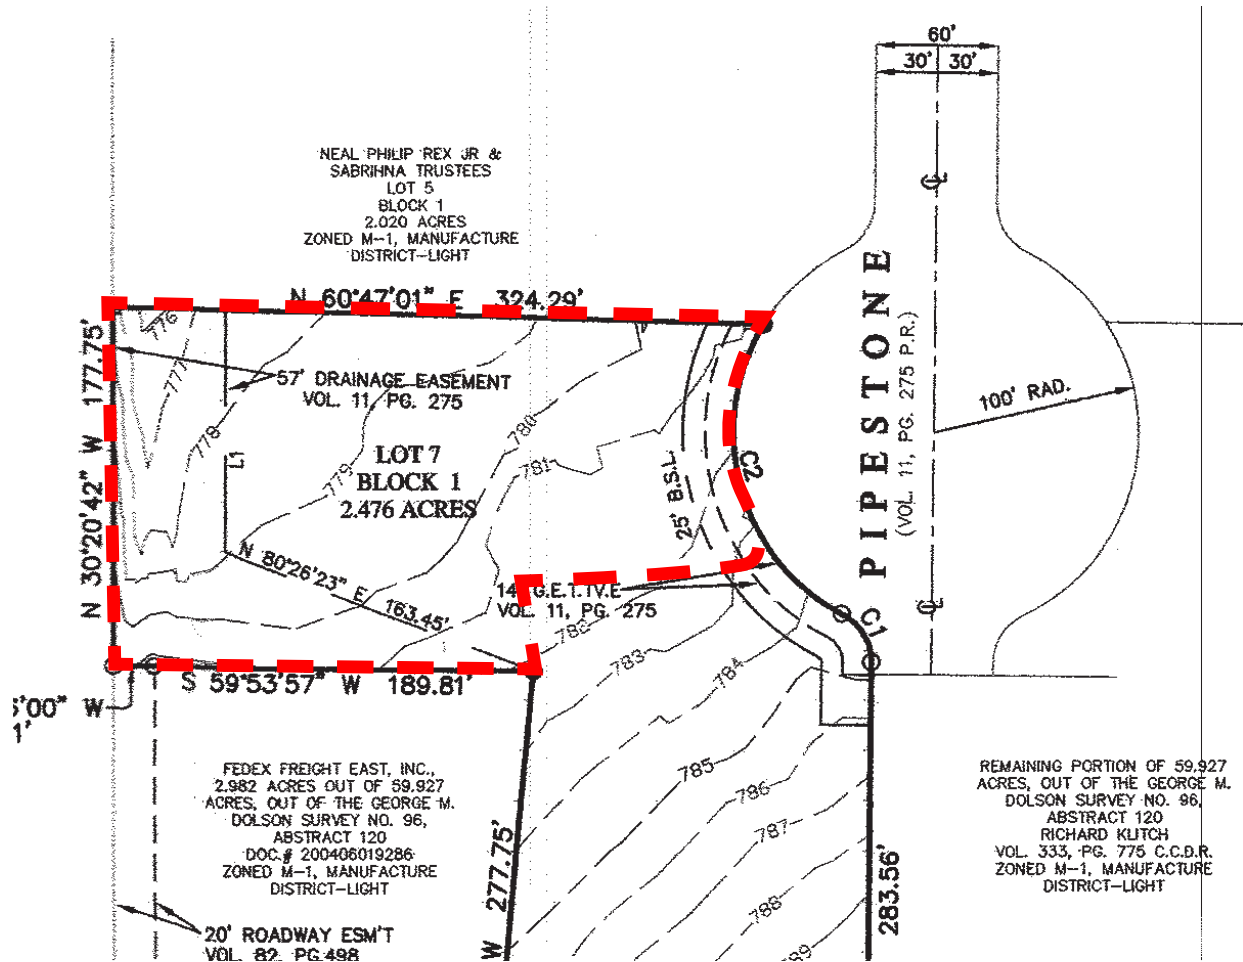 60'
30' 30'
NEAL PHILIP REX JR &
SABRIHNA TRUSTEES
LOT 5
BLOCK 1
2.020 ACRES
ZONED M-1, MANUFACTURE
DISTRICT-LIGHT
N 60°47'01" E 324.29'
N 30°20'42" W 177.75'
776
777
778
779
780
781
57' DRAINAGE EASEMENT
VOL. 11, PG. 275
LOT 7
BLOCK 1
2.476 ACRES
L1
N 80°26'23" E 163.45'
25' B.S.L.
C2
C1
PIPESTONE
(VOL. 11, PG. 275 P.R.)
100' RAD.
VOL. 11, PG. 275
782
783
784
785
786
787
788
S 59°53'57" W 189.81'
'00" W
1'
FEDEX FREIGHT EAST, INC.,
2.982 ACRES OUT OF 59.927
ACRES, OUT OF THE GEORGE M.
DOLSON SURVEY NO. 96,
ABSTRACT 120
DOC.# 200406019286
ZONED M-1, MANUFACTURE
DISTRICT-LIGHT
20' ROADWAY ESM'T
VOL. 82, PG.498
W 277.75'
283.56'
REMAINING PORTION OF 59.927
ACRES, OUT OF THE GEORGE M.
DOLSON SURVEY NO. 96,
ABSTRACT 120
RICHARD KLITCH
VOL. 333, PG. 775 C.C.D.R.
ZONED M-1, MANUFACTURE
DISTRICT-LIGHT